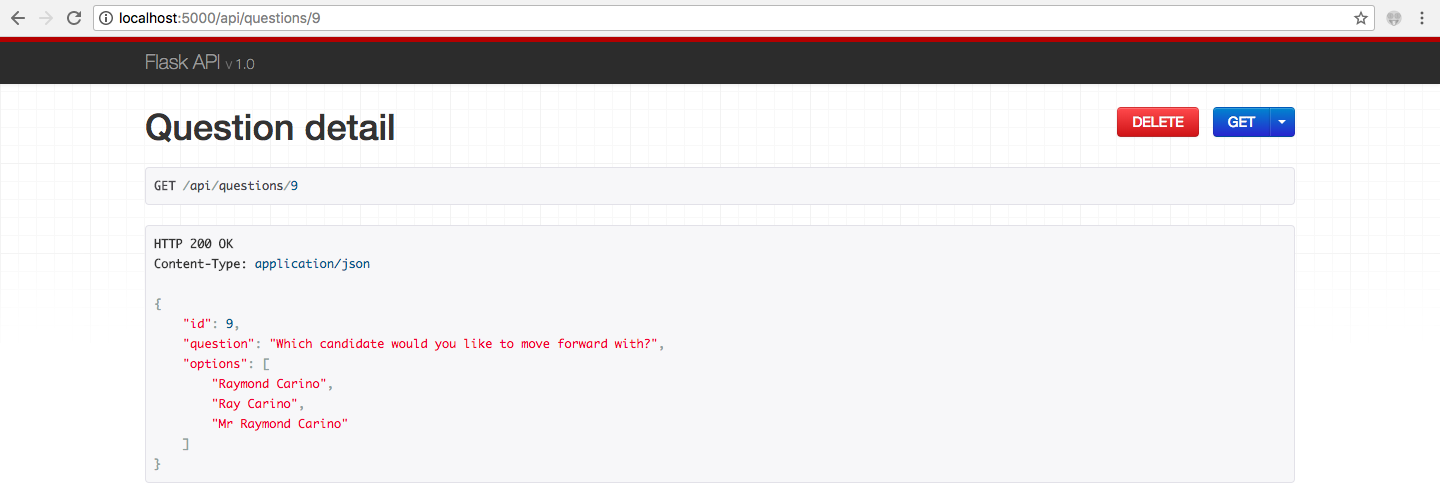 localhost:5000/api/questions/9
Flask API v 1.0
Question detail
DELETE GET
GET /api/questions/9
HTTP 200 OK
Content-Type: application/json
{
    "id": 9,
    "question": "Which candidate would you like to move forward with?",
    "options": [
        "Raymond Carino",
        "Ray Carino",
        "Mr Raymond Carino"
    ]
}